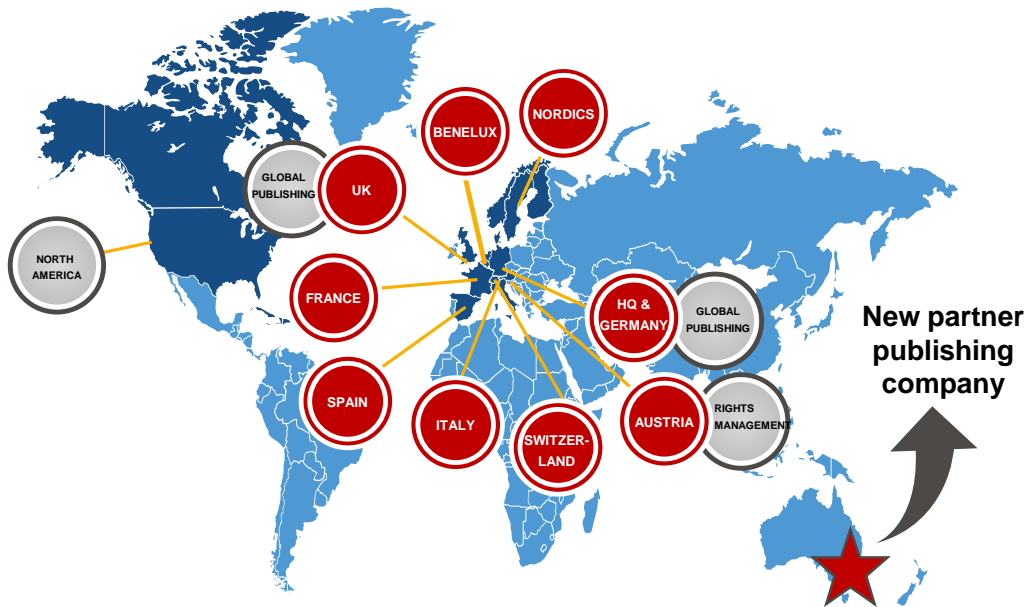 NORDICS
BENELUX
GLOBAL
PUBLISHING
UK
NORTH
AMERICA
FRANCE
HQ &
GERMANY
GLOBAL
PUBLISHING
New partner
publishing
company
SPAIN
ITALY
SWITZER-
LAND
AUSTRIA
RIGHTS
MANAGEMENT